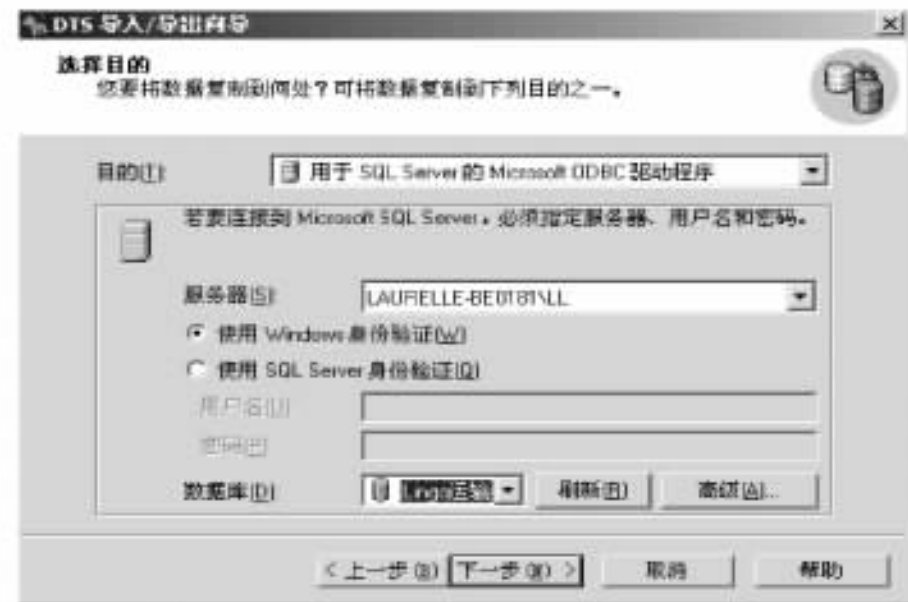 DTS 导入/导出向导
选择目的
您要将数据复制到何处？可将数据复制到下列目的之一。
目的(T): 用于 SQL Server 的 Microsoft ODBC 驱动程序
若要连接到 Microsoft SQL Server，必须指定服务器、用户名和密码。
服务器(S): LAURIELLE-BE0181\LL
使用 Windows 身份验证(W)
使用 SQL Server 身份验证(Q)
用户名(U)
密码(P)
数据库(D) 刷新(R) 高级(A)...
< 上一步(B) 下一步(N) > 取消 帮助